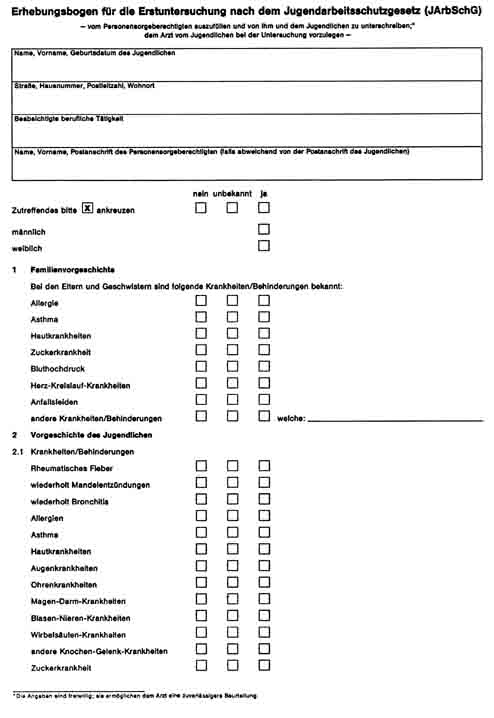 Erhebungsbogen für die Erstuntersuchung nach dem Jugendarbeitsschutzgesetz (JArbSchG)
– vom Personensorgeberechtigten auszufüllen und von ihm und dem Jugendlichen zu unterschreiben;*
dem Arzt vom Jugendlichen bei der Untersuchung vorzulegen –
Name, Vorname, Geburtsdatum des Jugendlichen
Straße, Hausnummer, Postleitzahl, Wohnort
Beabsichtigte berufliche Tätigkeit
Name, Vorname, Postanschrift des Personensorgeberechtigten (falls abweichend von der Postanschrift des Jugendlichen)
nein unbekannt ja
Zutreffendes bitte X ankreuzen
männlich
weiblich
1 Familienvorgeschichte
Bei den Eltern und Geschwistern sind folgende Krankheiten/Behinderungen bekannt:
Allergie
Asthma
Hautkrankheiten
Zuckerkrankheit
Bluthochdruck
Herz-Kreislauf-Krankheiten
Anfallsleiden
andere Krankheiten/Behinderungen welche:
2 Vorgeschichte des Jugendlichen
2.1 Krankheiten/Behinderungen
Rheumatisches Fieber
wiederholt Mandelentzündungen
wiederholt Bronchitis
Allergien
Asthma
Hautkrankheiten
Augenkrankheiten
Ohrenkrankheiten
Magen-Darm-Krankheiten
Blasen-Nieren-Krankheiten
Wirbelsäulen-Krankheiten
andere Knochen-Gelenk-Krankheiten
Zuckerkrankheit
* Die Angaben sind freiwillig; sie ermöglichen dem Arzt eine zuverlässigere Beurteilung.